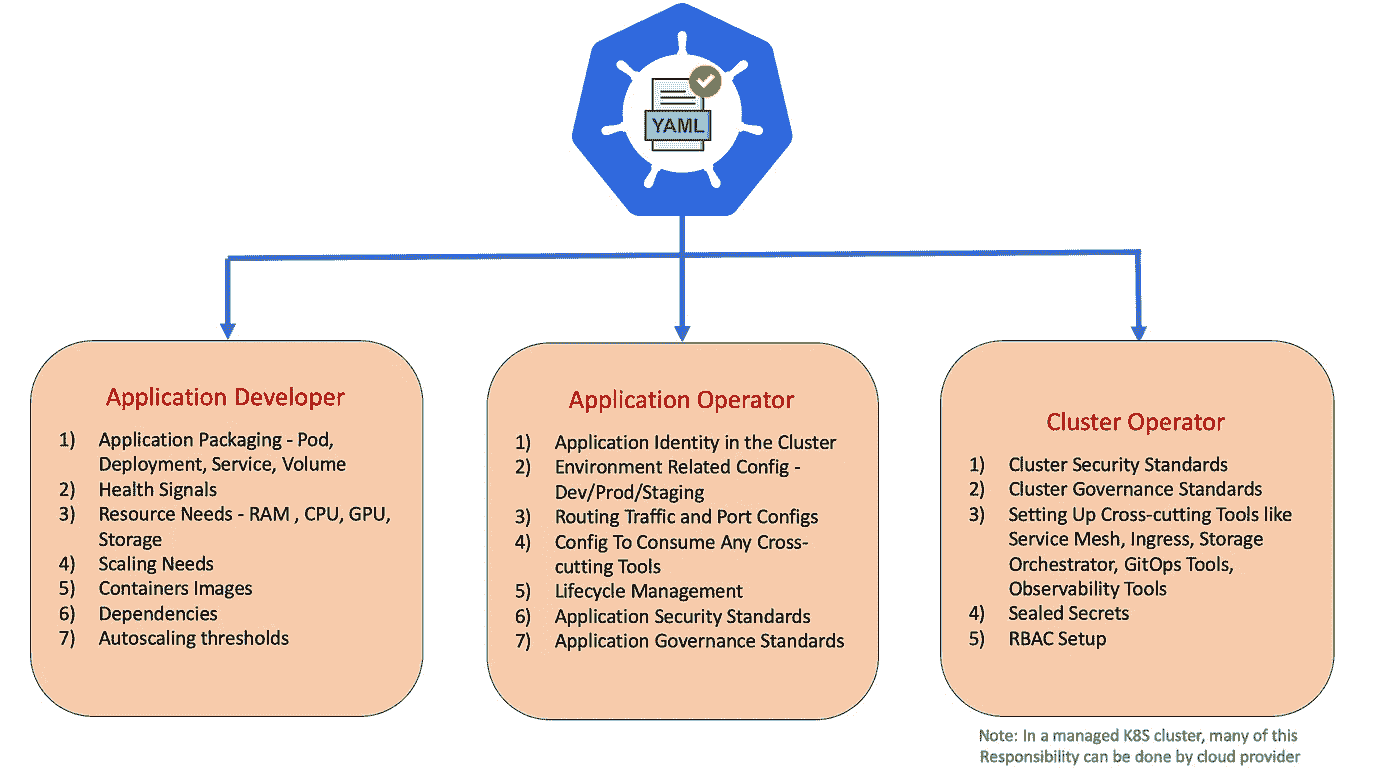 YAML
Application Developer
1) Application Packaging - Pod,
Deployment, Service, Volume
2) Health Signals
3) Resource Needs - RAM , CPU, GPU,
Storage
4) Scaling Needs
5) Containers Images
6) Dependencies
7) Autoscaling thresholds
Application Operator
1) Application Identity in the Cluster
2) Environment Related Config -
Dev/Prod/Staging
3) Routing Traffic and Port Configs
4) Config To Consume Any Cross-
cutting Tools
5) Lifecycle Management
6) Application Security Standards
7) Application Governance Standards
Cluster Operator
1) Cluster Security Standards
2) Cluster Governance Standards
3) Setting Up Cross-cutting Tools like
Service Mesh, Ingress, Storage
Orchestrator, GitOps Tools,
Observability Tools
4) Sealed Secrets
5) RBAC Setup
Note: In a managed K8S cluster, many of this
Responsibility can be done by cloud provider